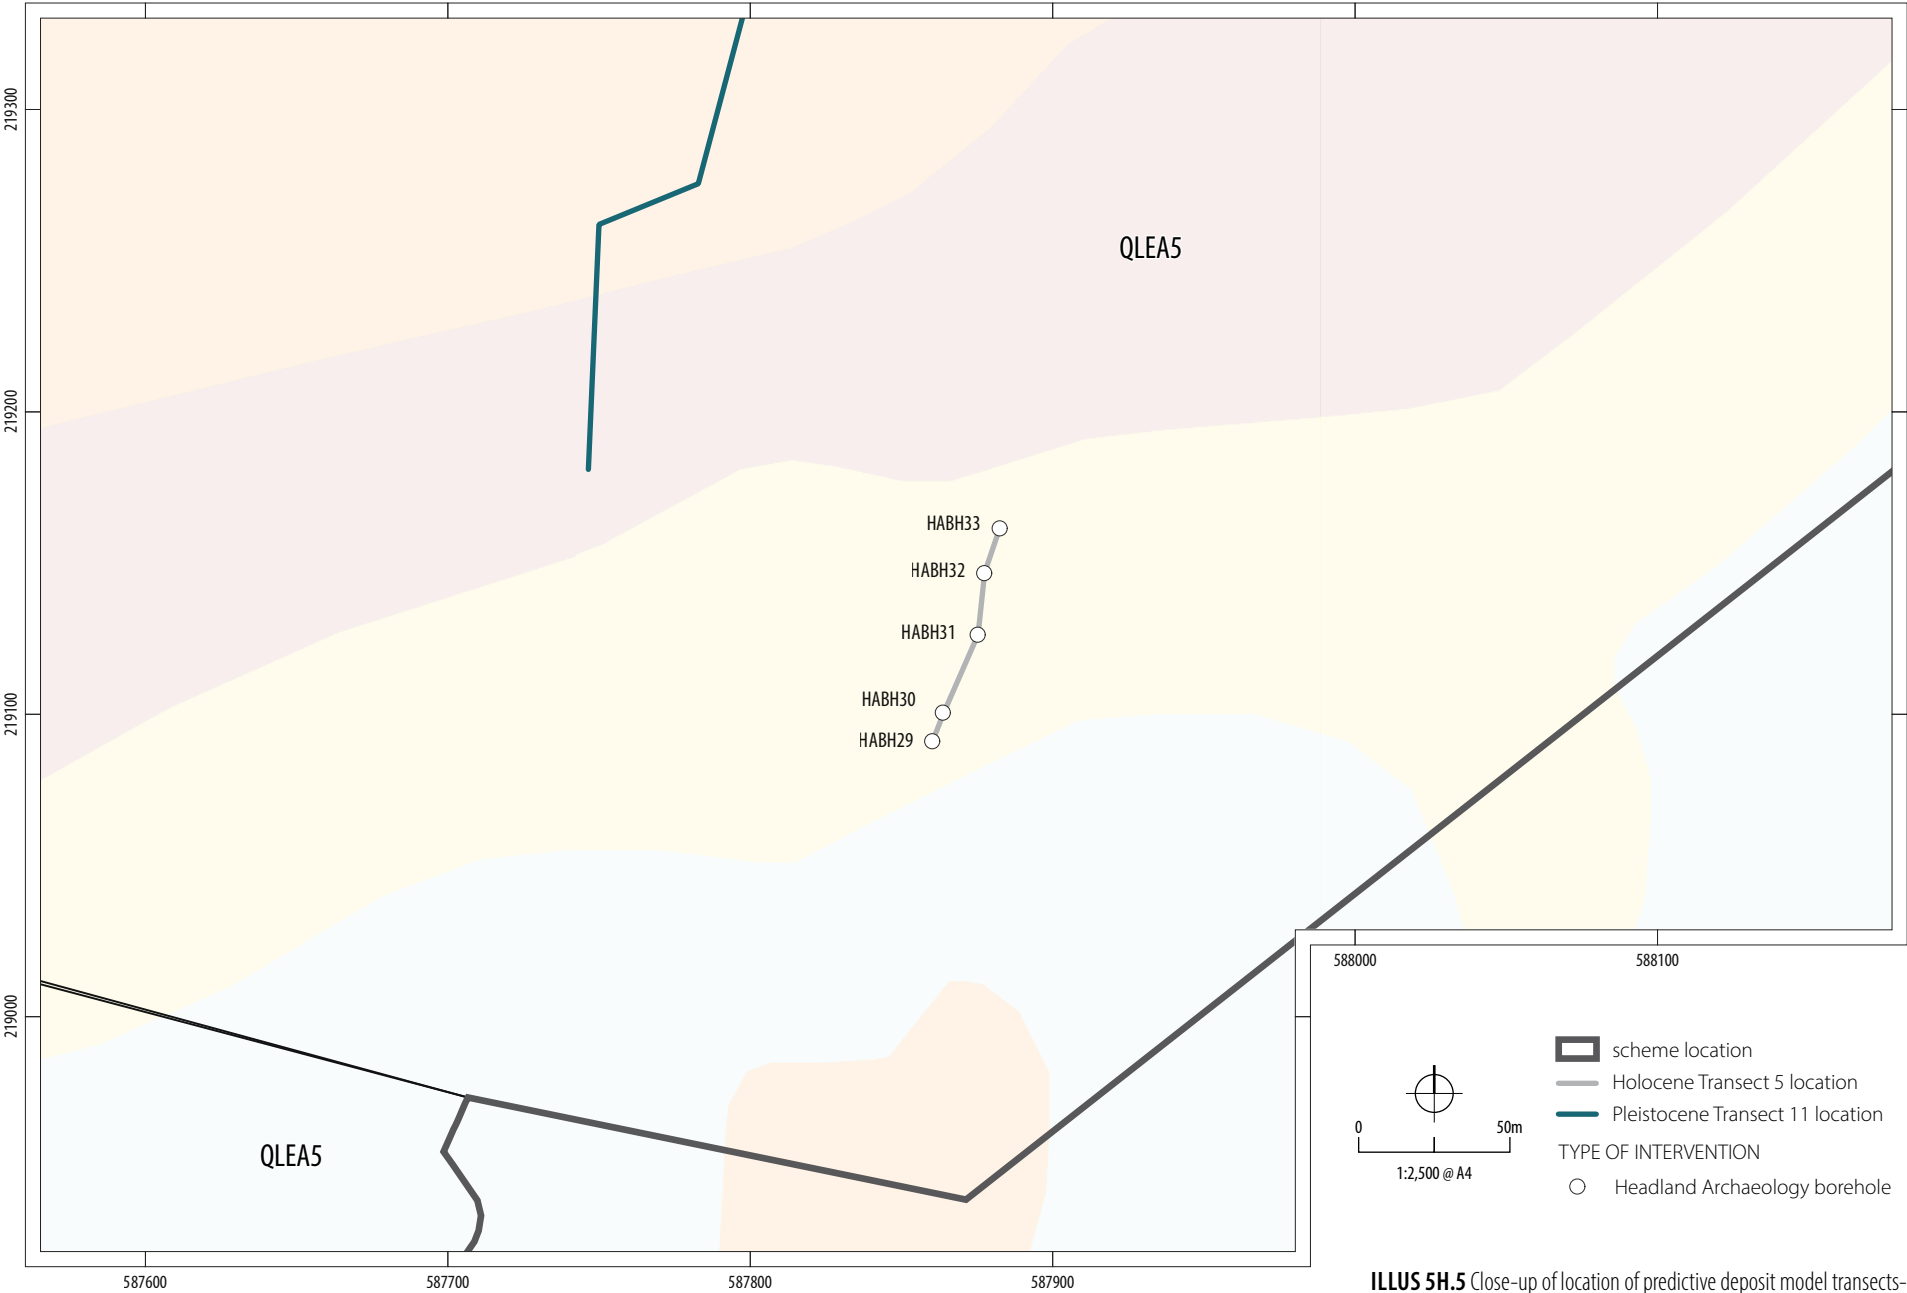 219300
QLEA5
219200
HABH33
HABH32
HABH31
219100
HABH30
HABH29
588000
588100
219000
scheme location
Holocene Transect 5 location
Pleistocene Transect 11 location
0 50m
1:2,500 @ A4
TYPE OF INTERVENTION
Headland Archaeology borehole
QLEA5
587600
587700
587800
587900
ILLUS 5H.5 Close-up of location of predictive deposit model transects-